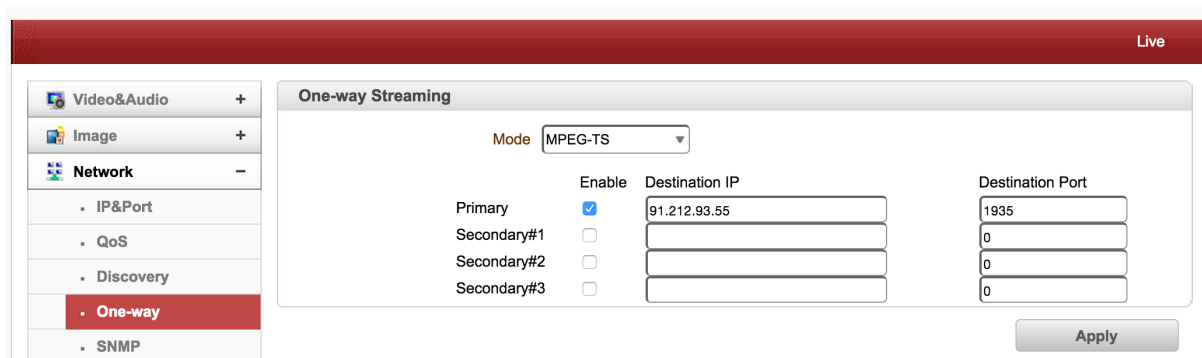 Live
Video&Audio +
Image +
Network −
IP&Port
QoS
Discovery
One-way
SNMP
One-way Streaming
Mode MPEG-TS
Enable Destination IP Destination Port
Primary 91.212.93.55 1935
Secondary#1 0
Secondary#2 0
Secondary#3 0
Apply